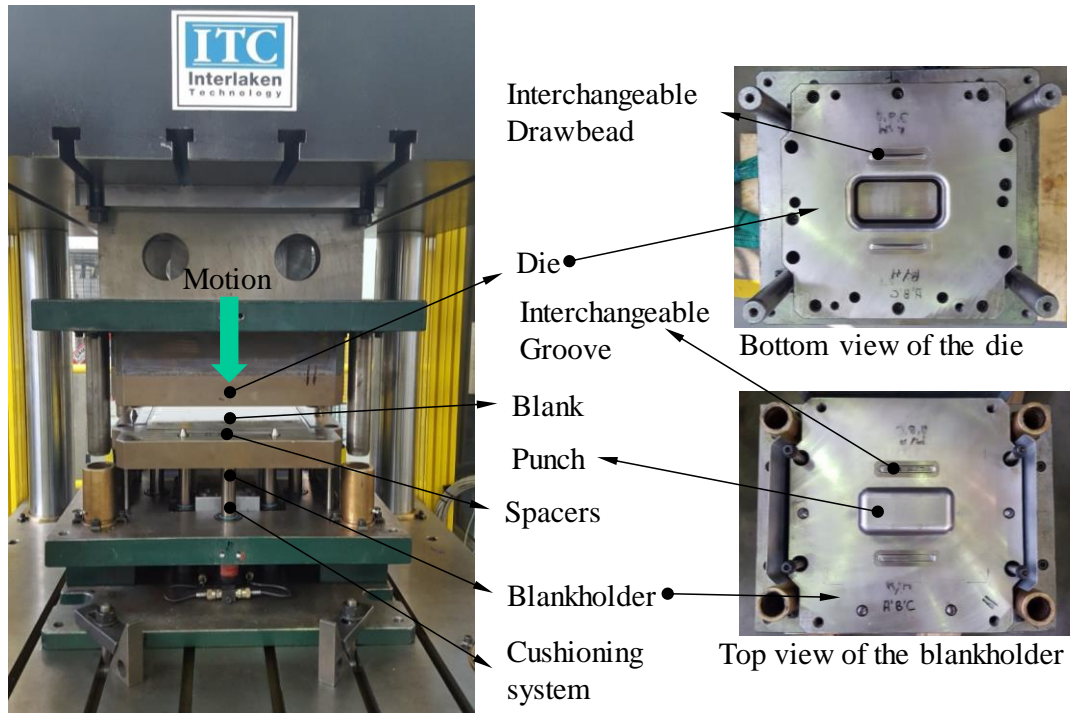 ITC
Interlaken
Technology
Motion
Interchangeable
Drawbead
Die
Interchangeable
Groove
Blank
Punch
Spacers
Blankholder
Cushioning
system
Bottom view of the die
A'B'C
Top view of the blankholder